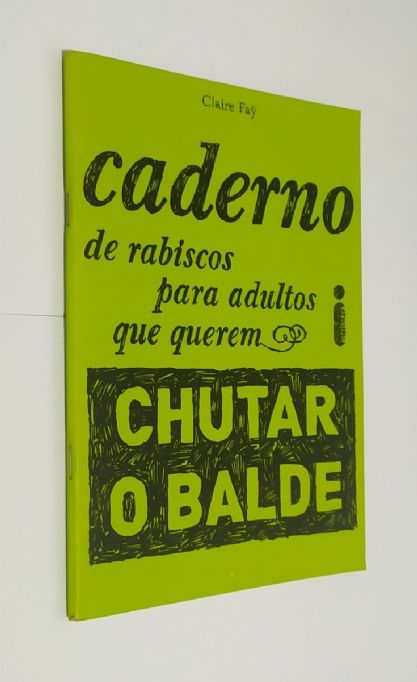 Claire Faÿ
caderno
de rabiscos
para adultos
que querem
CHUTAR
O BALDE